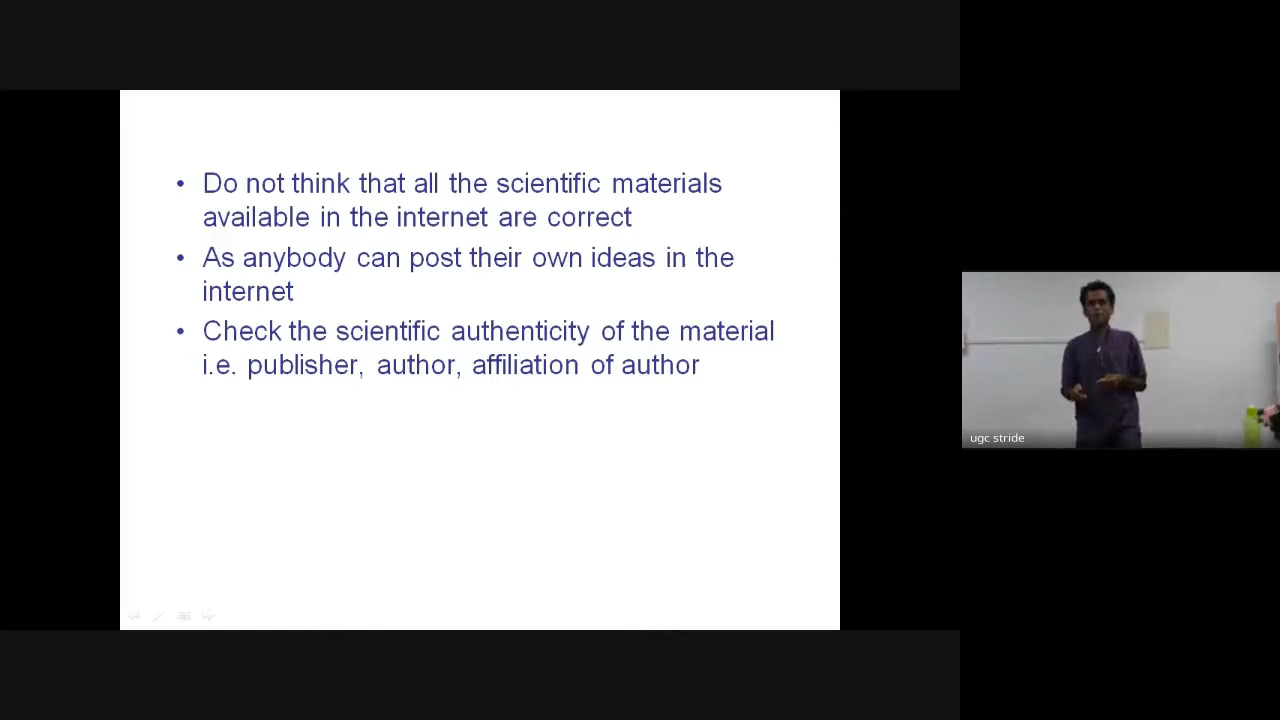 • Do not think that all the scientific materials
available in the internet are correct
• As anybody can post their own ideas in the
internet
• Check the scientific authenticity of the material
i.e. publisher, author, affiliation of author
ugc stride